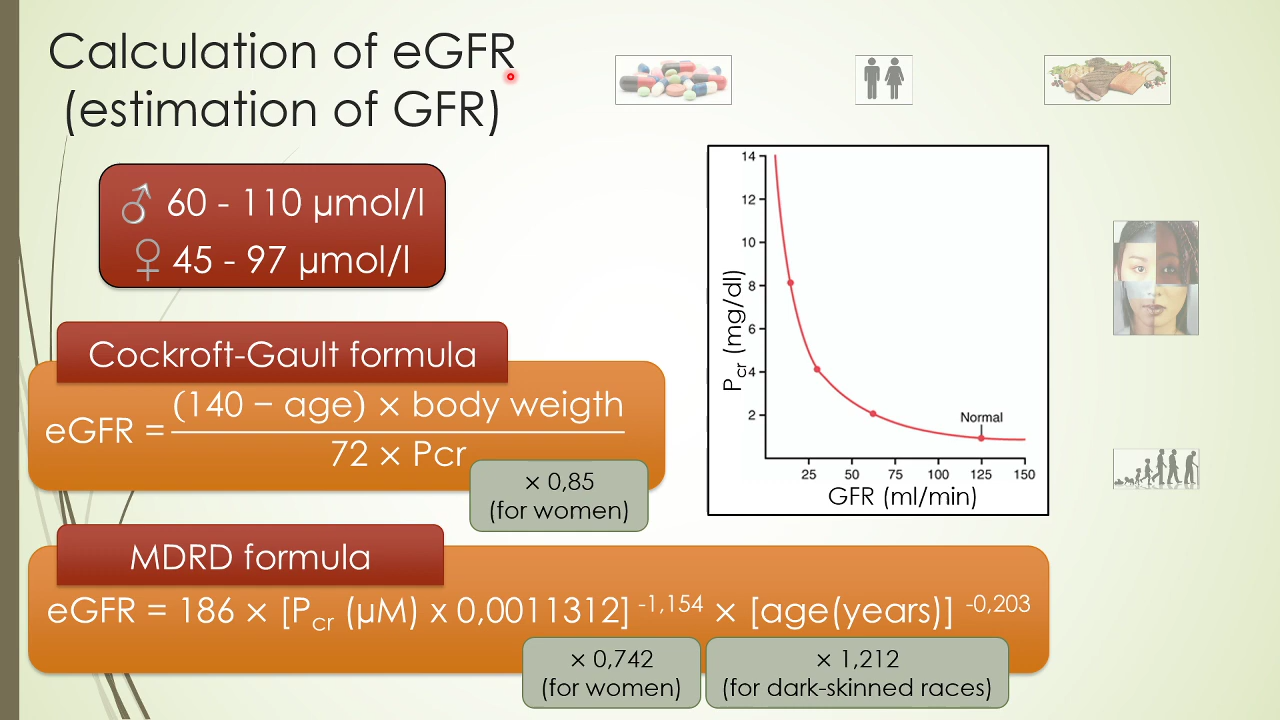 Calculation of eGFR
(estimation of GFR)
♂ 60 - 110 µmol/l
♀ 45 - 97 µmol/l
Cockroft-Gault formula
eGFR = (140 − age) × body weigth
72 × Pcr
× 0,85
(for women)
MDRD formula
eGFR = 186 × [Pcr (µM) x 0,0011312] -1,154 × [age(years)] -0,203
× 0,742
(for women)
× 1,212
(for dark-skinned races)
14
12
10
8
6
4
2
Pcr (mg/dl)
Normal
25 50 75 100 125 150
GFR (ml/min)